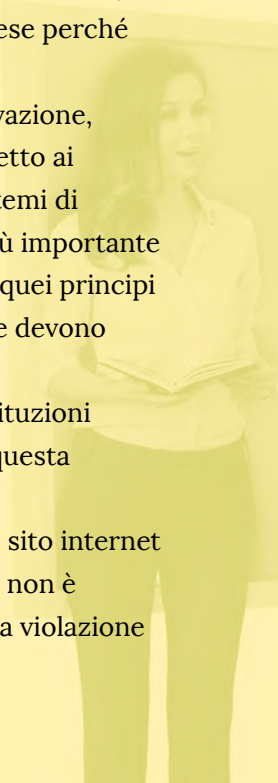 ese perché
vazione,
etto ai
temi di
ù importante
quei principi
e devono
ituzioni
questa
sito internet
non è
a violazione